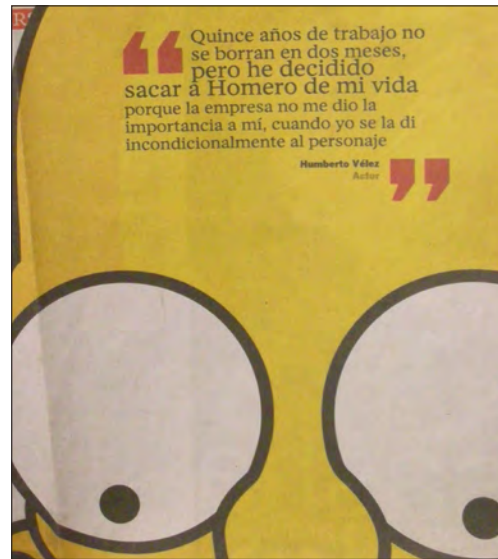 R
Quince años de trabajo no
se borran en dos meses,
pero he decidido
sacar a Homero de mi vida
porque la empresa no me dio la
importancia a mí, cuando yo se la di
incondicionalmente al personaje
Humberto Vélez
Actor